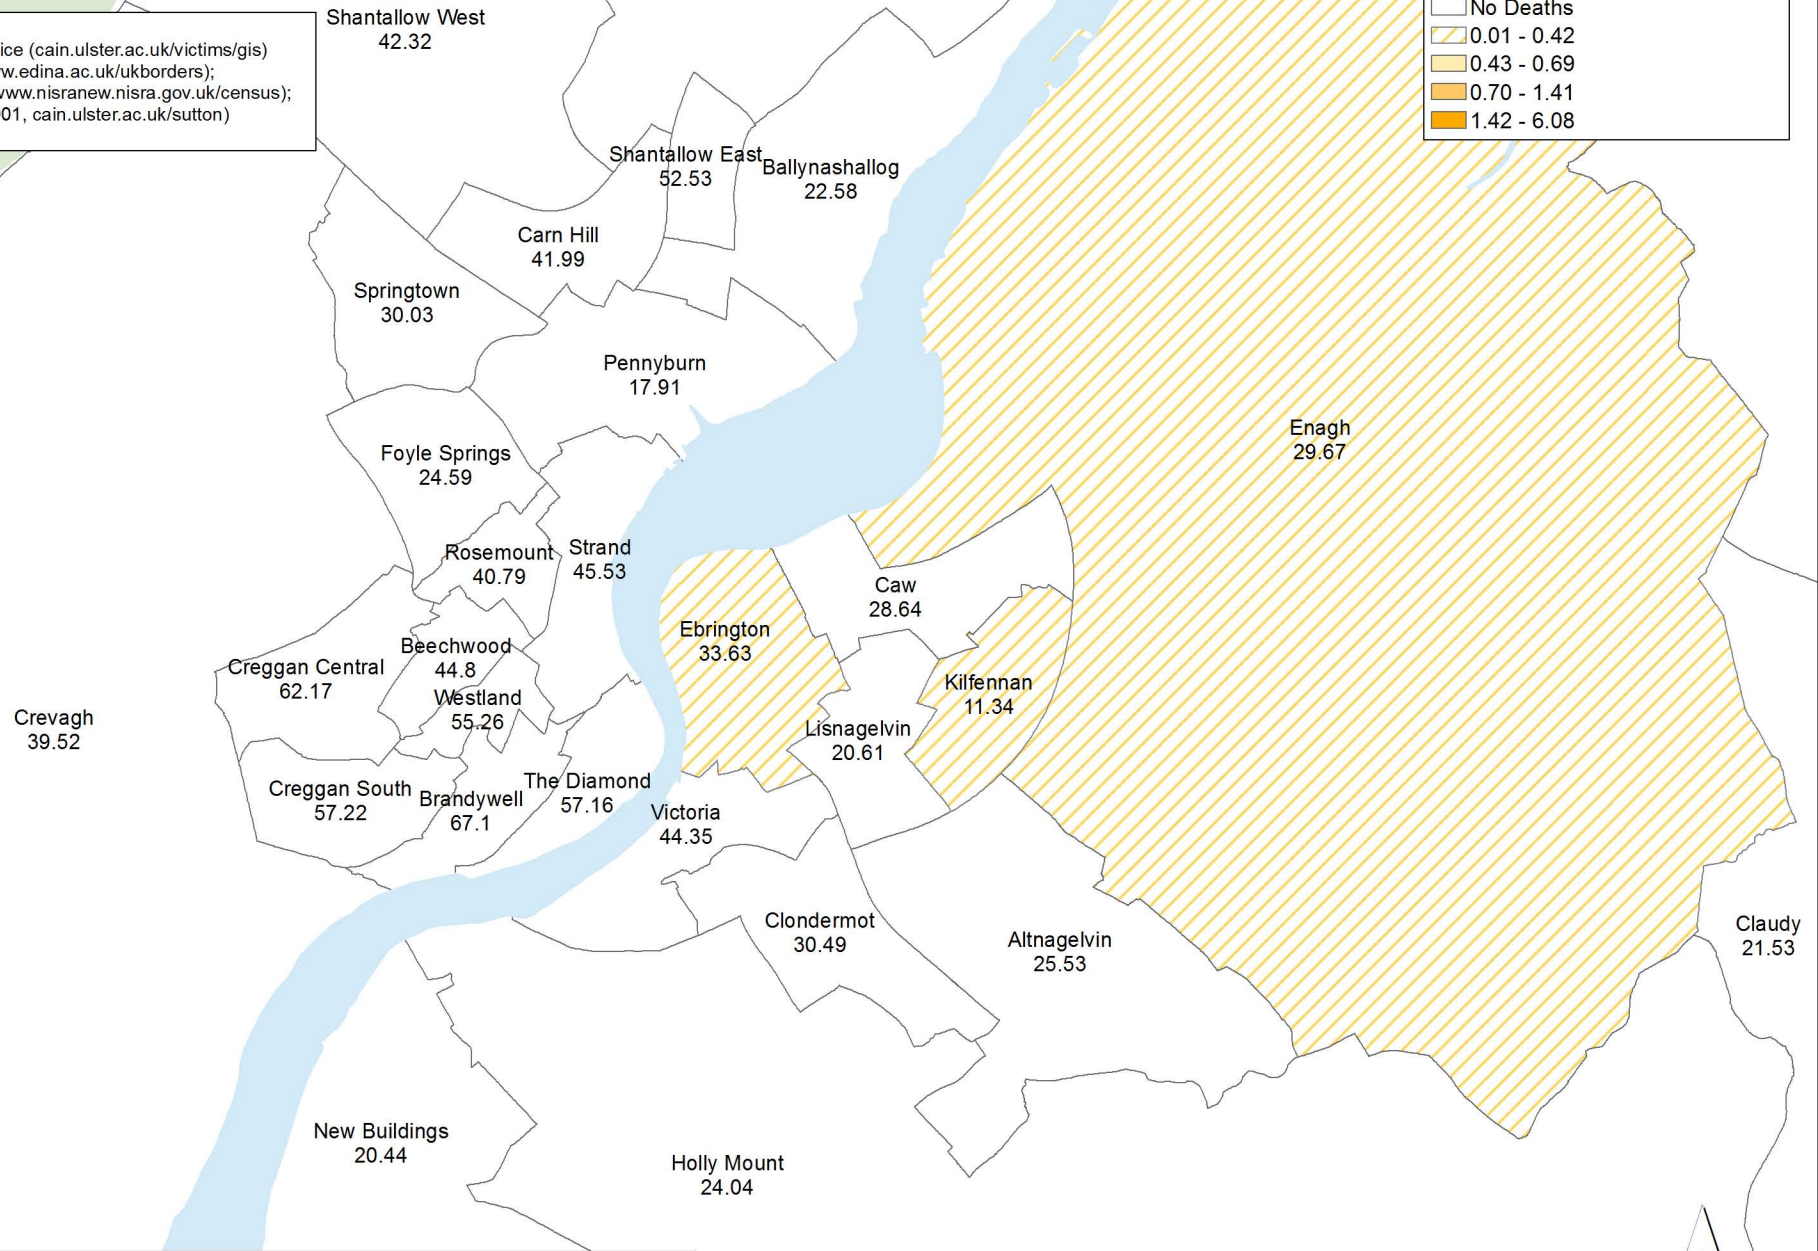 Shantallow West
42.32
ice (cain.ulster.ac.uk/victims/gis)
w.edina.ac.uk/ukborders);
www.nisranew.nisra.gov.uk/census);
01, cain.ulster.ac.uk/sutton)
No Deaths
0.01 - 0.42
0.43 - 0.69
0.70 - 1.41
1.42 - 6.08
Shantallow East
52.53
Ballynashallog
22.58
Carn Hill
41.99
Springtown
30.03
Pennyburn
17.91
Enagh
29.67
Foyle Springs
24.59
Rosemount
40.79
Strand
45.53
Caw
28.64
Ebrington
33.63
Beechwood
44.8
Creggan Central
62.17
Westland
55.26
Kilfennan
11.34
Crevagh
39.52
Lisnagelvin
20.61
Creggan South
57.22
Brandywell
67.1
The Diamond
57.16
Victoria
44.35
Clondermot
30.49
Altnagelvin
25.53
Claudy
21.53
New Buildings
20.44
Holly Mount
24.04